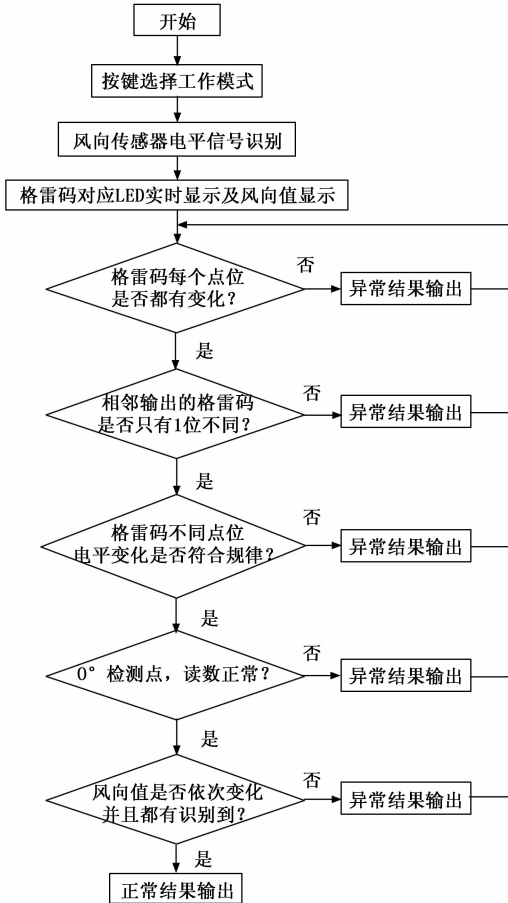 开始
按键选择工作模式
风向传感器电平信号识别
格雷码对应LED实时显示及风向值显示
格雷码每个点位
是否都有变化?
否
异常结果输出
是
相邻输出的格雷码
是否只有1位不同?
否
异常结果输出
是
格雷码不同点位
电平变化是否符合规律?
否
异常结果输出
是
0°检测点，读数正常?
否
异常结果输出
是
风向值是否依次变化
并且都有识别到?
否
异常结果输出
是
正常结果输出